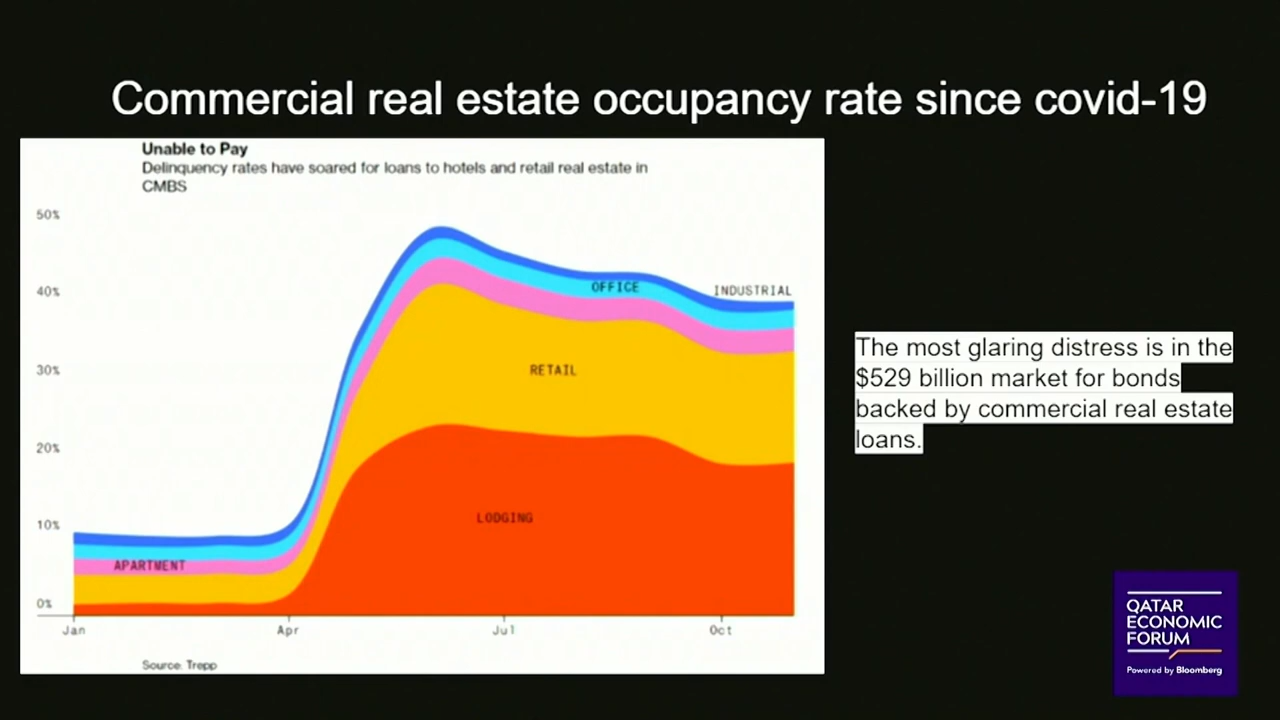 Commercial real estate occupancy rate since covid-19
Unable to Pay
Delinquency rates have soared for loans to hotels and retail real estate in
CMBS
50%
40%
30%
20%
10%
0%
OFFICE
INDUSTRIAL
RETAIL
LODGING
APARTMENT
Jan
Apr
Jul
Oct
Source: Trepp
The most glaring distress is in the
$529 billion market for bonds
backed by commercial real estate
loans.
QATAR
ECONOMIC
FORUM
Powered by Bloomberg